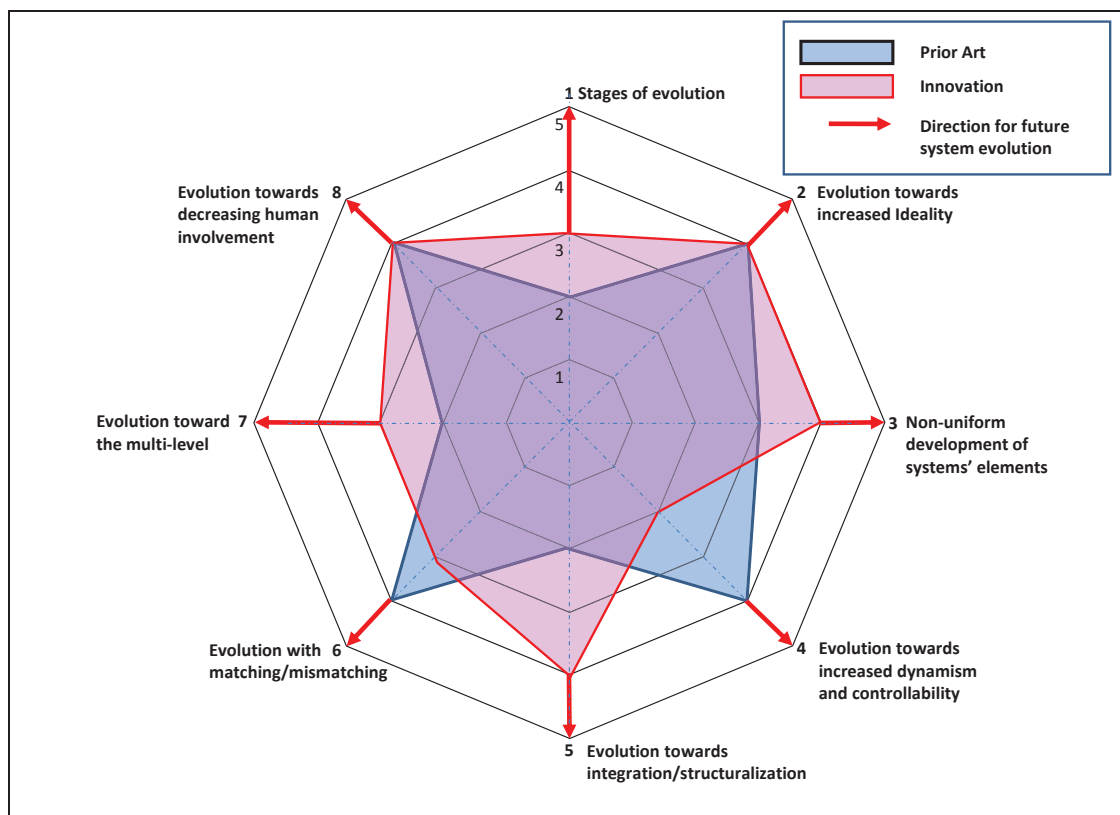 Prior Art
Innovation
Direction for future
system evolution
1 Stages of evolution
5
4
3
2
1
2 Evolution towards
increased Ideality
3 Non-uniform
development of
systems' elements
4 Evolution towards
increased dynamism
and controllability
5 Evolution towards
integration/structuralization
Evolution with 6
matching/mismatching
Evolution toward 7
the multi-level
Evolution towards 8
decreasing human
involvement